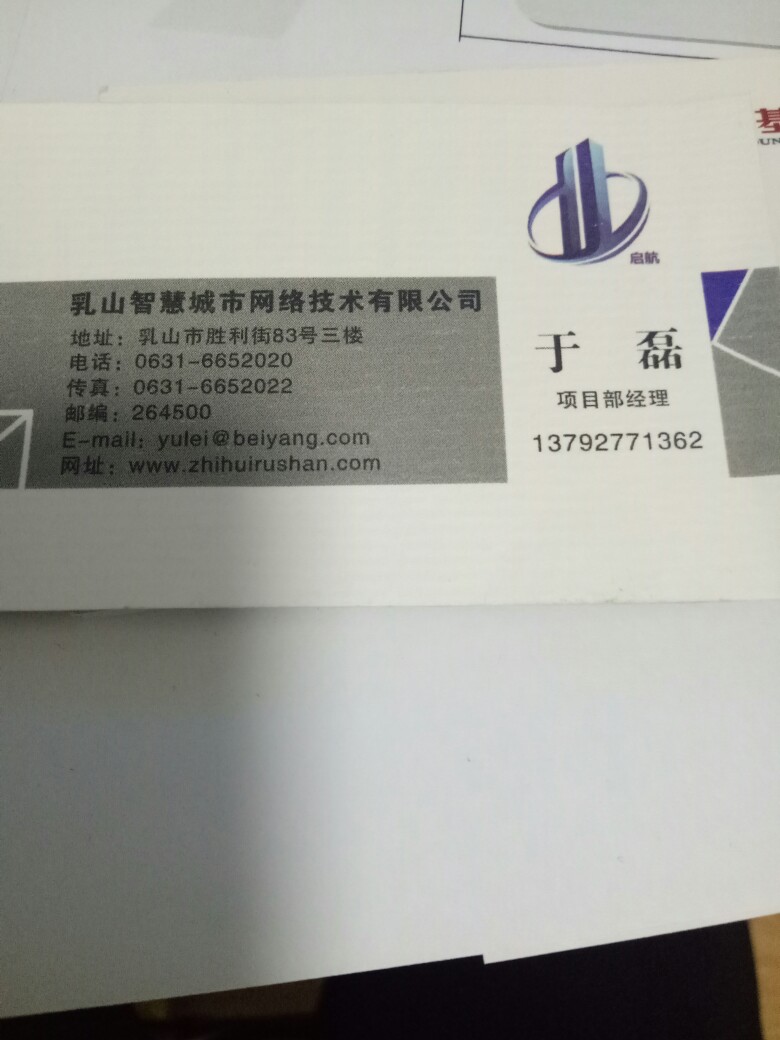 启航
乳山智慧城市网络技术有限公司
地址：乳山市胜利街83号三楼
电话：0631-6652020
传真：0631-6652022
邮编：264500
E-mail：yulei@beiyang.com
网址：www.zhihuirushan.com
于 磊
项目部经理
13792771362
基
UN